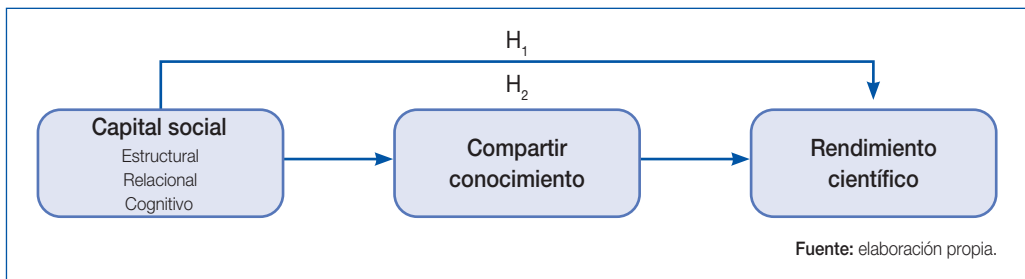 H₁
H₂
Capital social
Estructural
Relacional
Cognitivo
Compartir
conocimiento
Rendimiento
científico
Fuente: elaboración propia.